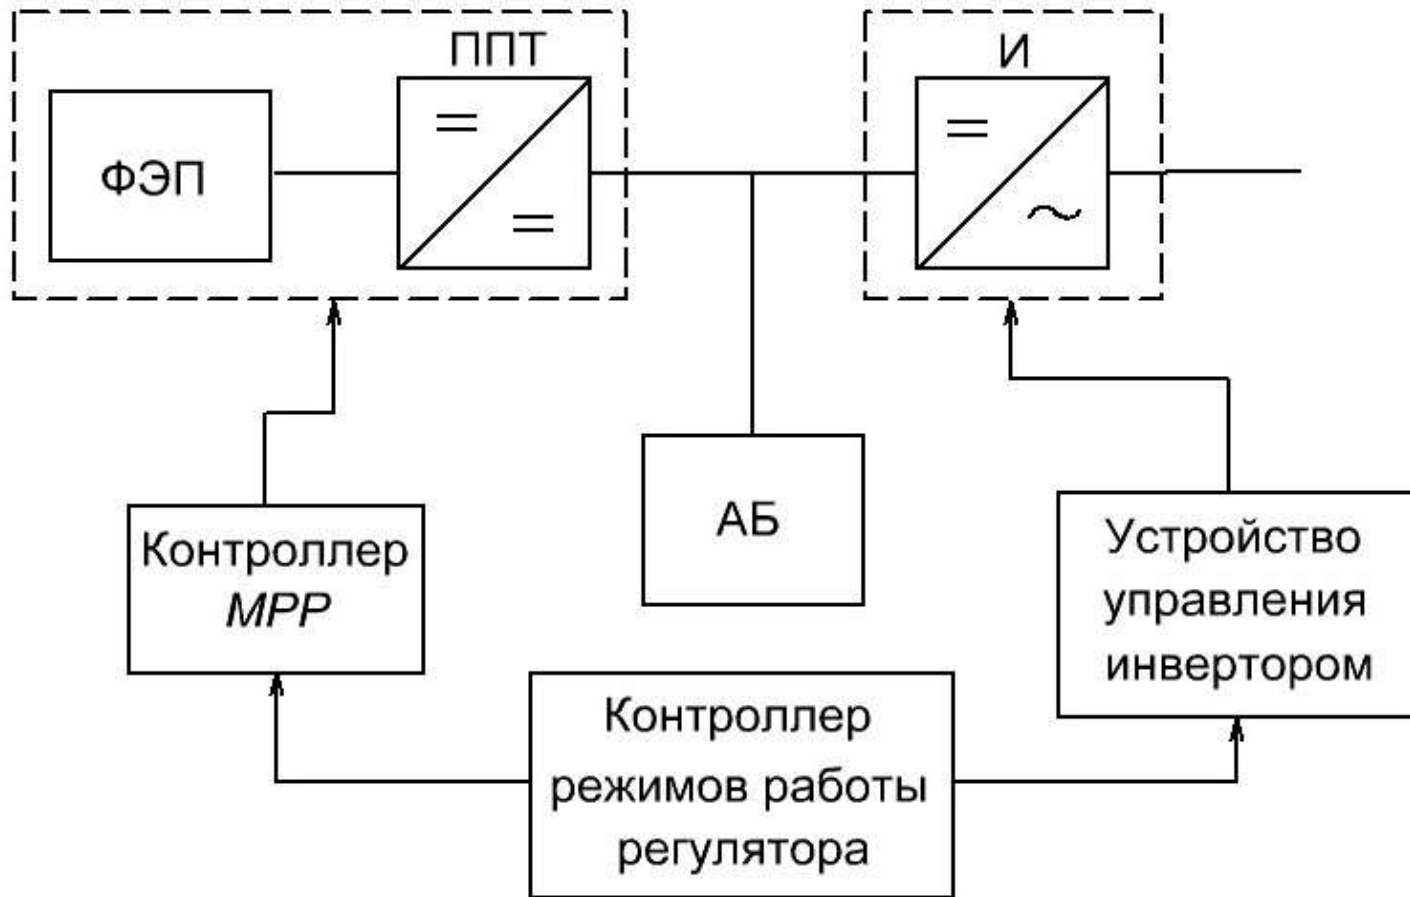 ППТ
И
ФЭП
=
=
=
~
АБ
Контроллер
MPP
Устройство
управления
инвертором
Контроллер
режимов работы
регулятора